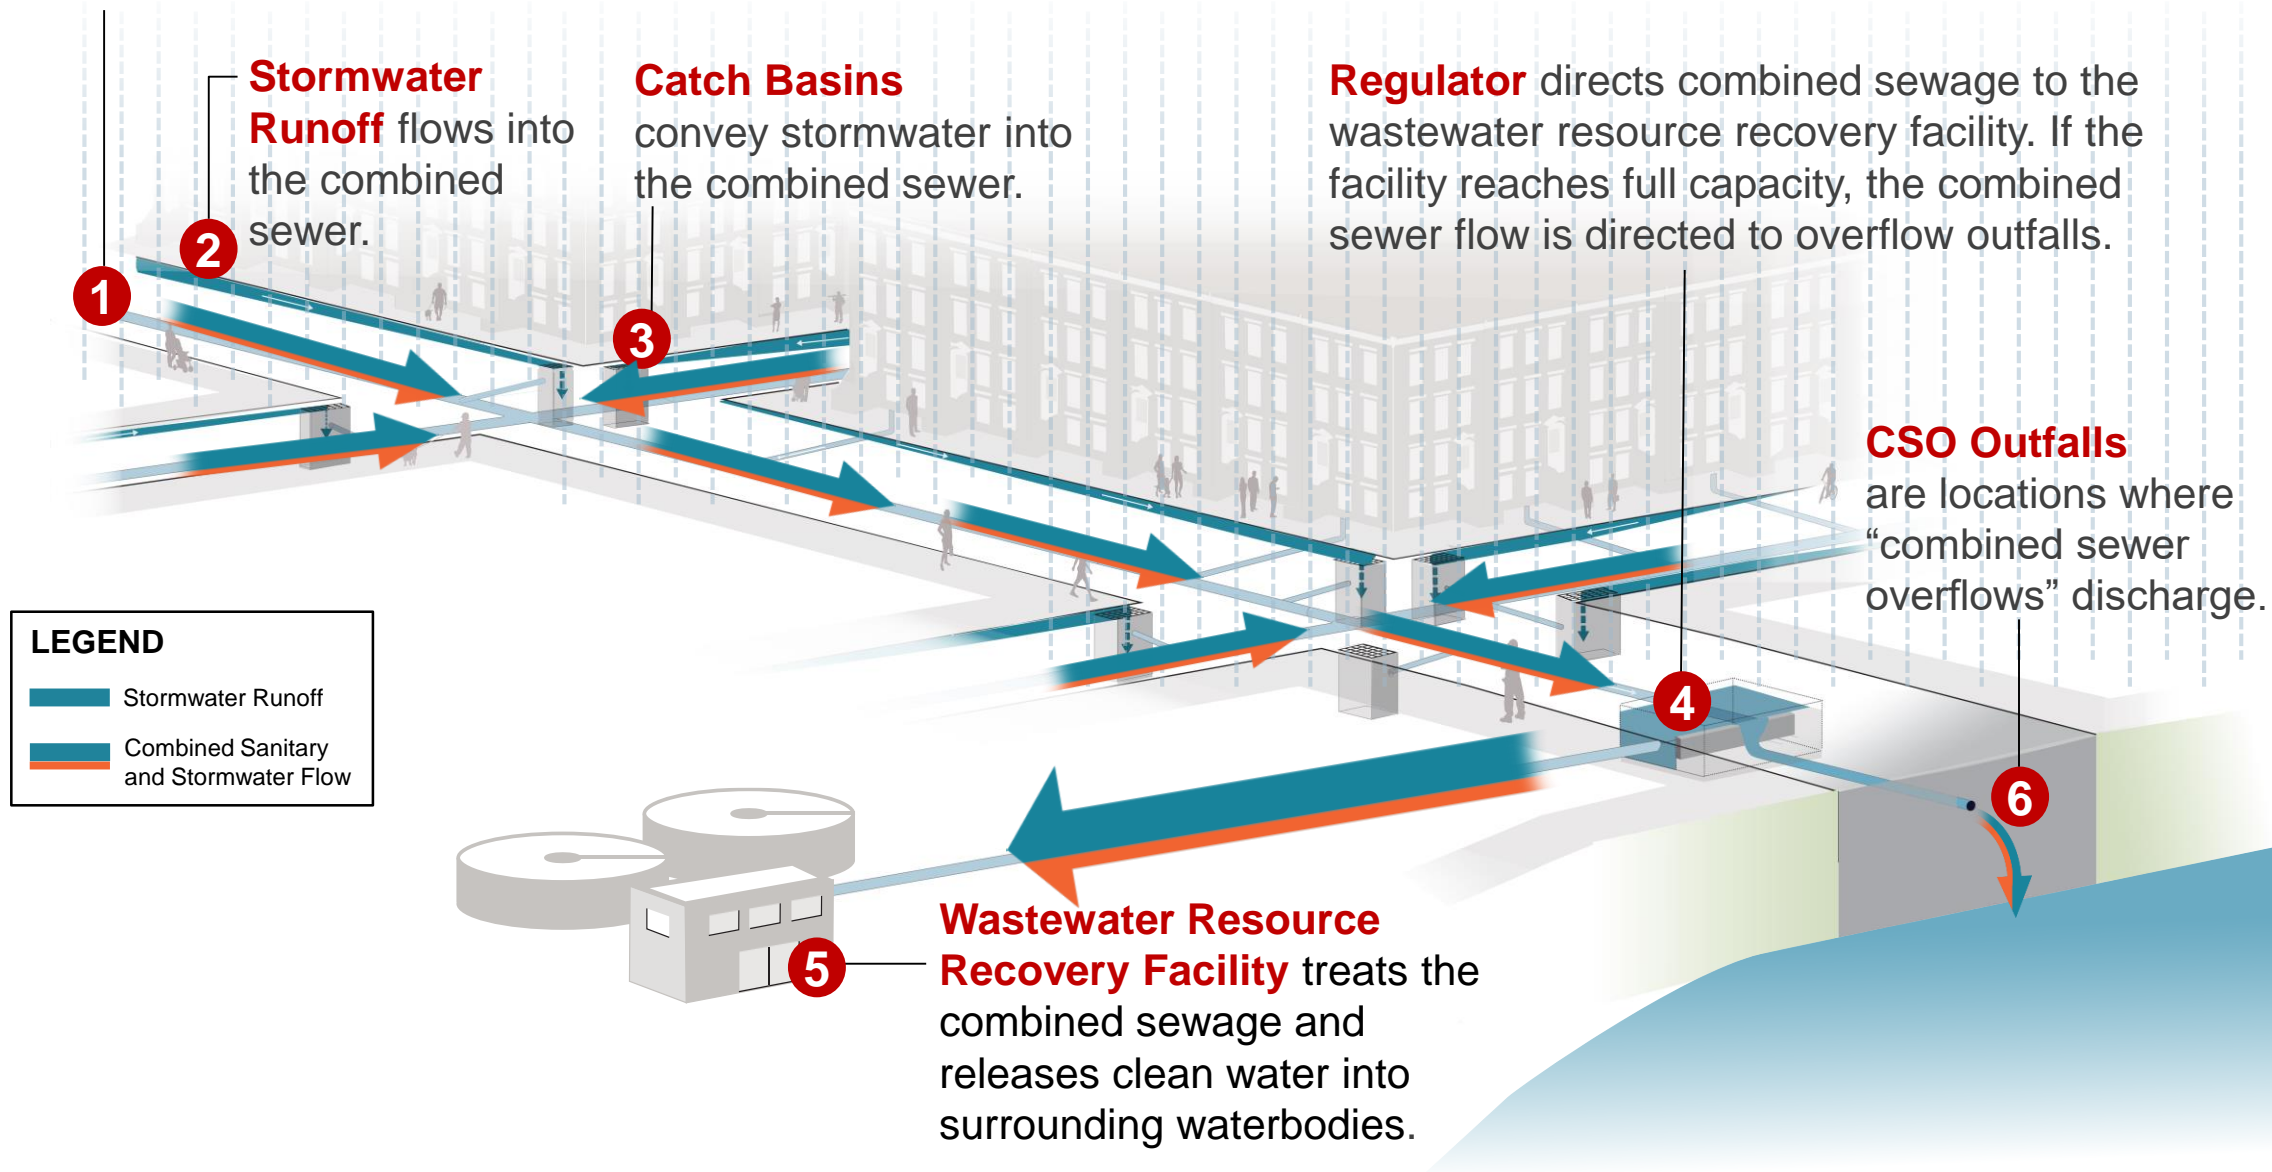 Stormwater
Runoff flows into
the combined
sewer.
Catch Basins
convey stormwater into
the combined sewer.
Regulator directs combined sewage to the
wastewater resource recovery facility. If the
facility reaches full capacity, the combined
sewer flow is directed to overflow outfalls.
2
1
3
CSO Outfalls
are locations where
“combined sewer
overflows” discharge.
LEGEND
Stormwater Runoff
Combined Sanitary
and Stormwater Flow
4
6
5
Wastewater Resource
Recovery Facility treats the
combined sewage and
releases clean water into
surrounding waterbodies.